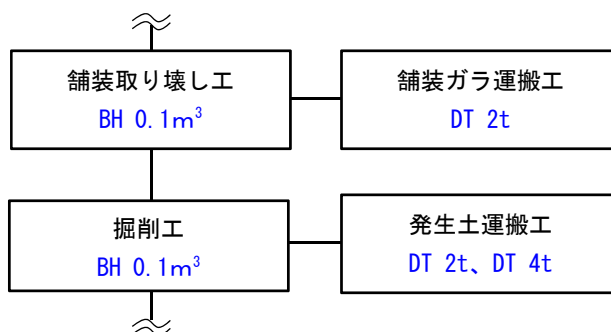 舗装取り壊し工
BH 0.1m³
舗装ガラ運搬工
DT 2t
掘削工
BH 0.1m³
発生土運搬工
DT 2t、DT 4t